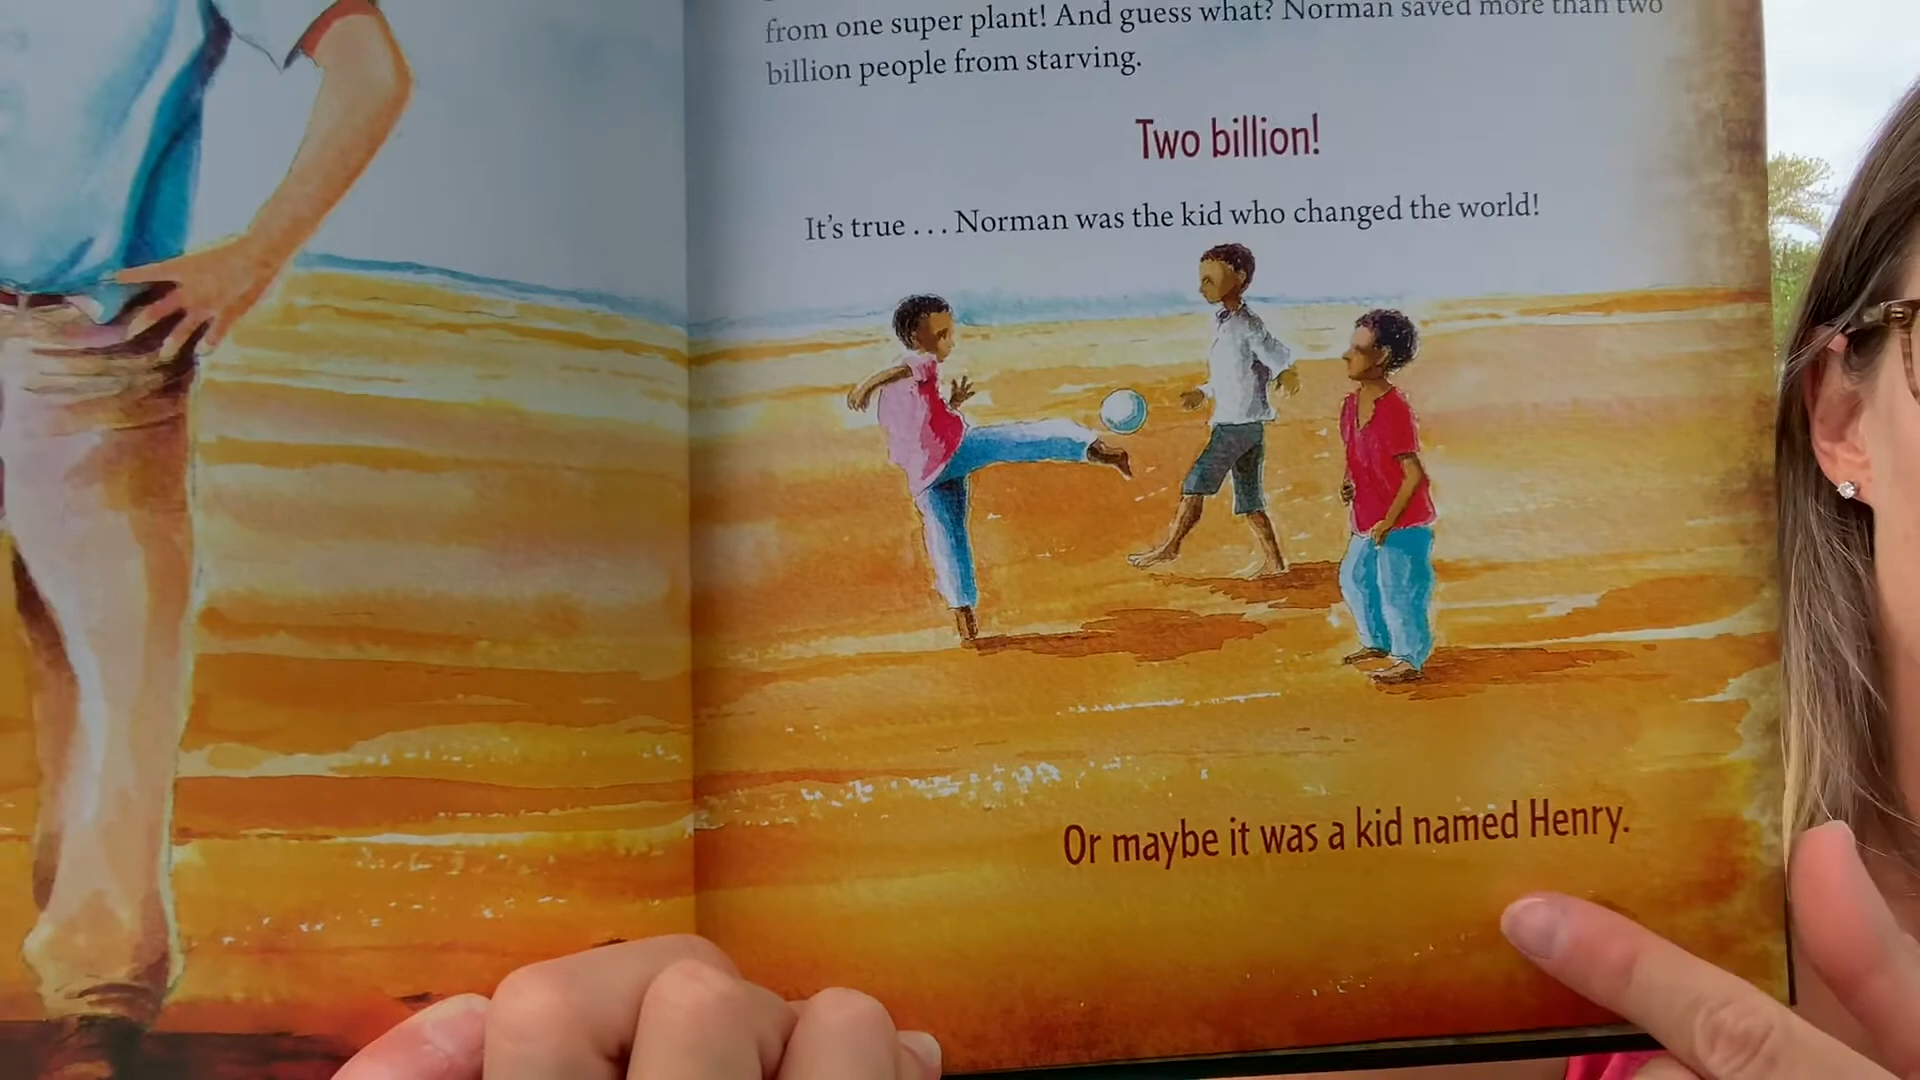 from one super plant! And guess what? Norman saved more than two
billion people from starving.
Two billion!
It's true . . . Norman was the kid who changed the world!
Or maybe it was a kid named Henry.